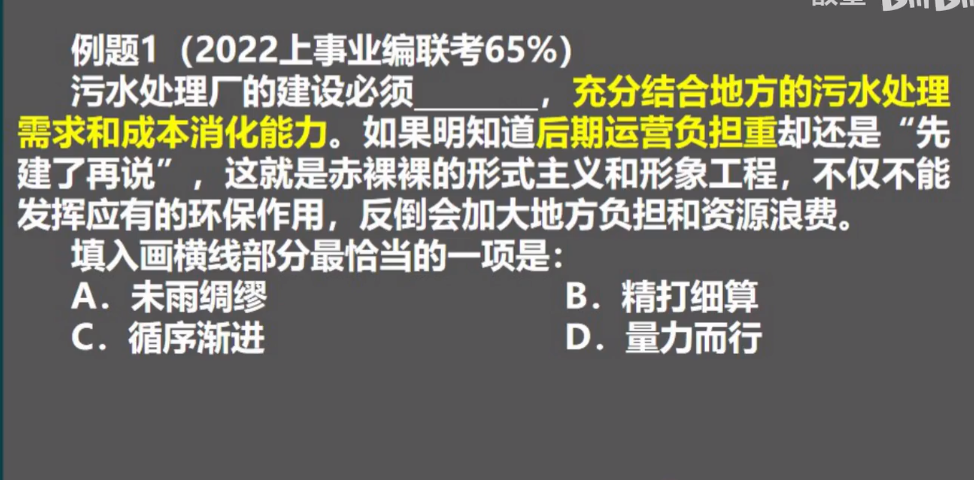 例题1（2022上事业编联考65%）
污水处理厂的建设必须________，充分结合地方的污水处理
需求和成本消化能力。如果明知道后期运营负担重却还是“先
建了再说”，这就是赤裸裸的形式主义和形象工程，不仅不能
发挥应有的环保作用，反倒会加大地方负担和资源浪费。
填入画横线部分最恰当的一项是：
A．未雨绸缪 B．精打细算
C．循序渐进 D．量力而行